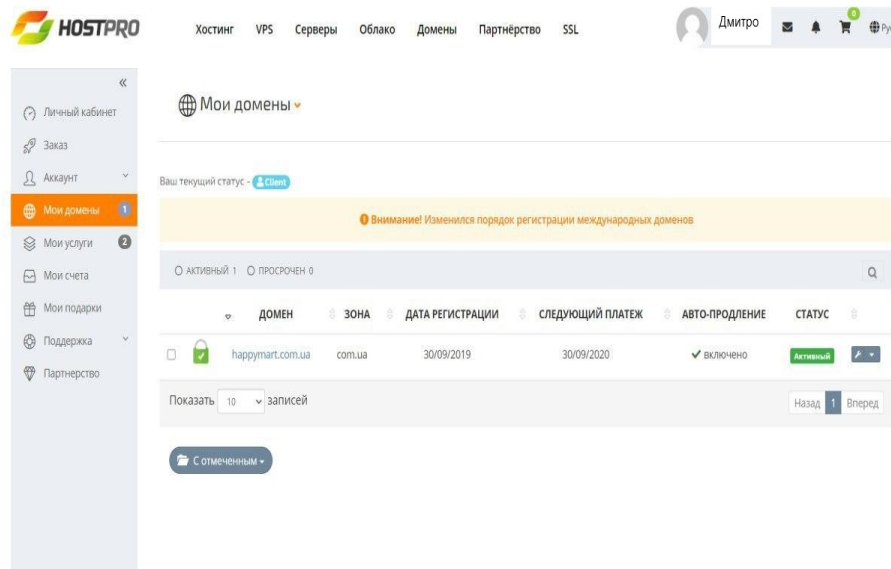 HOSTPRO
Хостинг VPS Серверы Облако Домены Партнёрство SSL Дмитро 0 Ру
«
Личный кабинет
Заказ
Аккаунт
Мои домены 1
Мои услуги 2
Мои счета
Мои подарки
Поддержка
Партнерство
Мои домены
Ваш текущий статус - Client
Внимание! Изменился порядок регистрации международных доменов
АКТИВНЫЙ 1 ПРОСРОЧЕН 0
ДОМЕН ЗОНА ДАТА РЕГИСТРАЦИИ СЛЕДУЮЩИЙ ПЛАТЕЖ АВТО-ПРОДЛЕНИЕ СТАТУС
happymart.com.ua com.ua 30/09/2019 30/09/2020 включено Активный
Показать 10 записей Назад 1 Вперед
С отмеченным